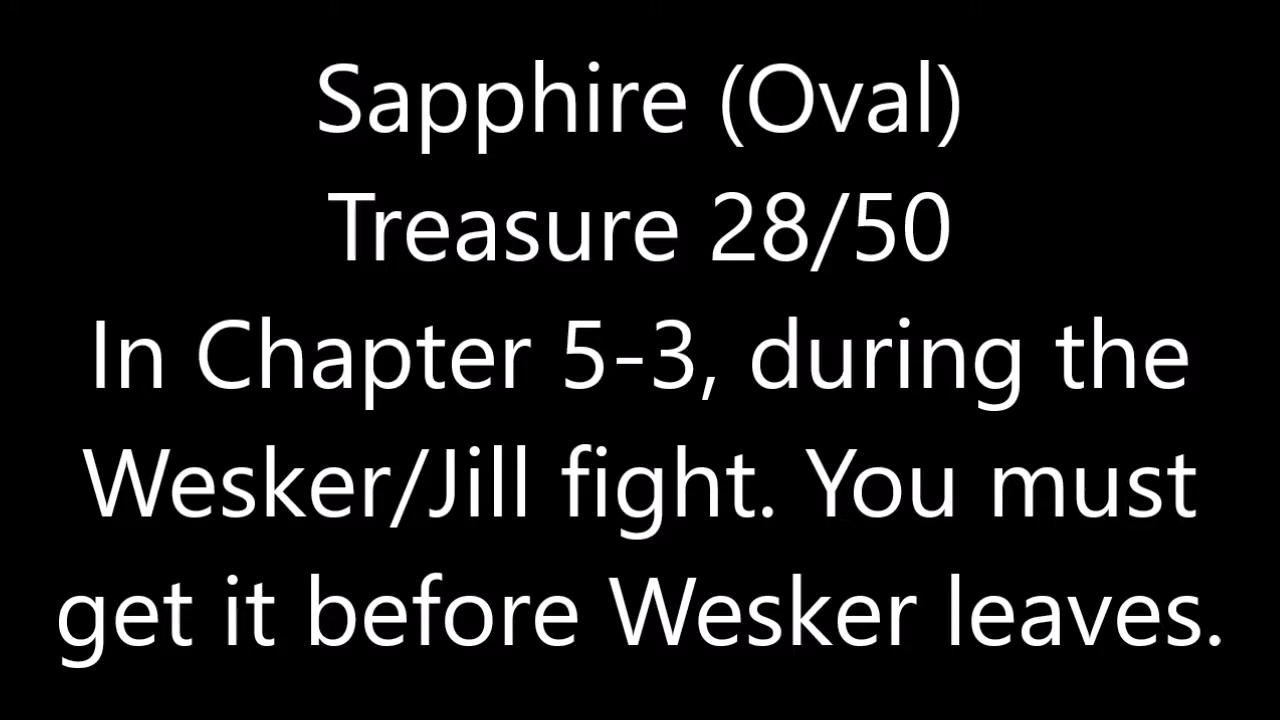 Sapphire (Oval)
Treasure 28/50
In Chapter 5-3, during the
Wesker/Jill fight. You must
get it before Wesker leaves.